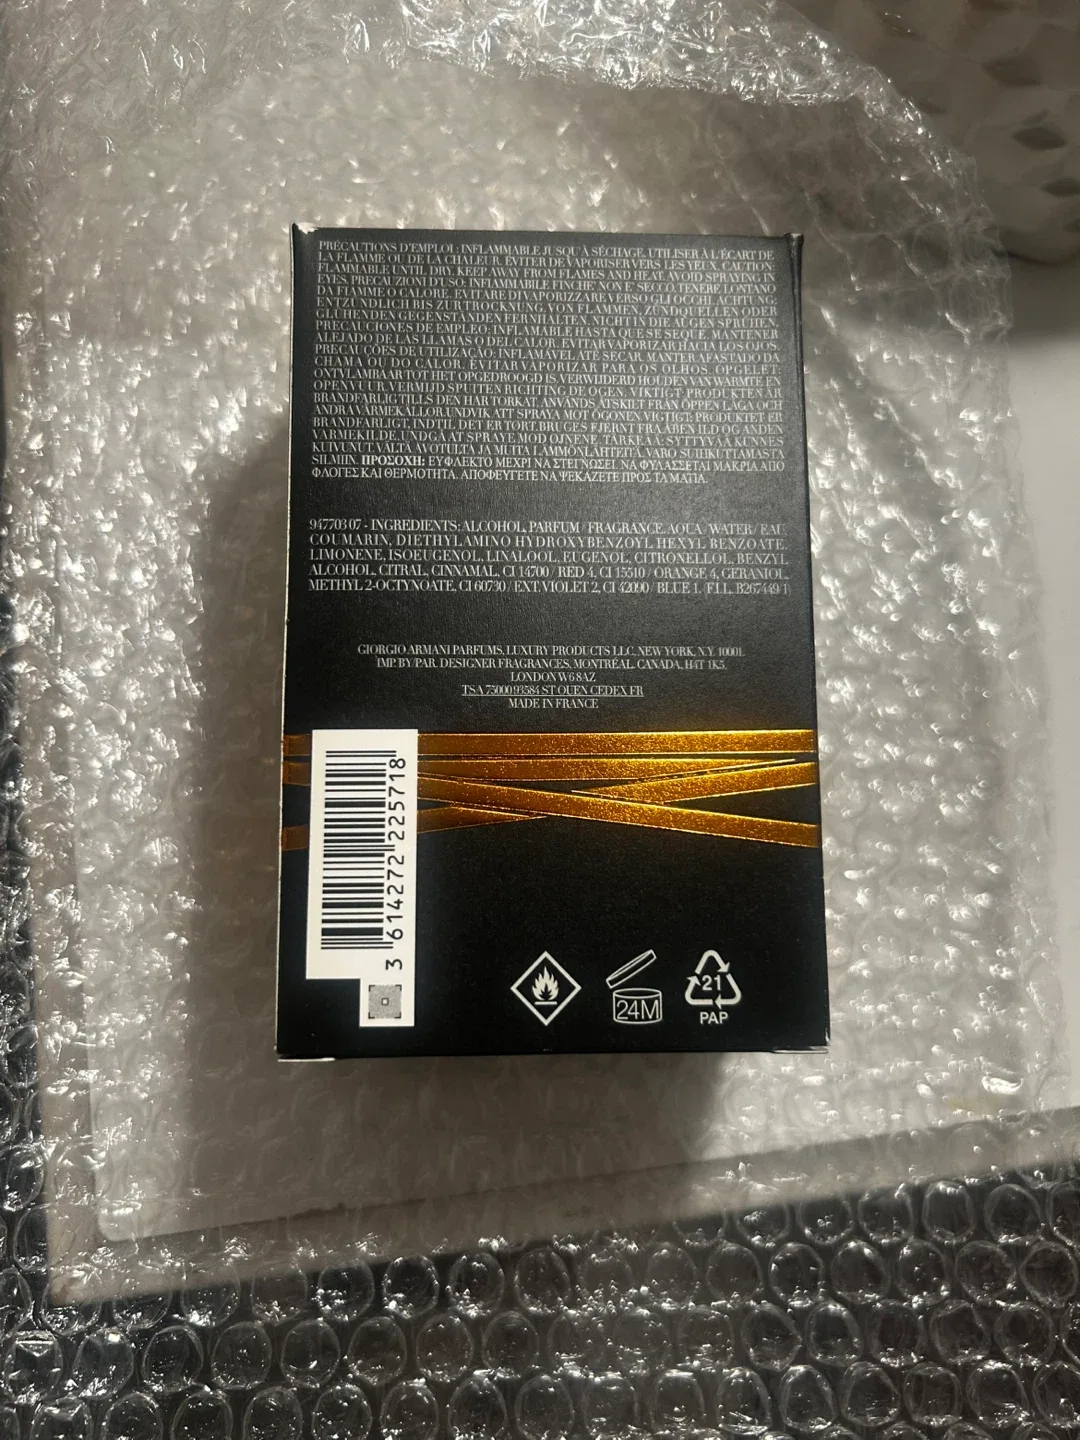 PRÉCAUTIONS D'EMPLOI : INFLAMMABLE JUSQU'À SÉCHAGE. UTILISER À L'ÉCART DE
LA FLAMME OU DE LA CHALEUR. ÉVITER DE VAPORISER VERS LES YEUX. CAUTION:
FLAMMABLE UNTIL DRY. KEEP AWAY FROM FLAMES AND HEAT. AVOID SPRAYING IN
EYES. PRECAUZIONI D'USO: INFIAMMABILE FINCHE' NON E' SECCO. TENERE LONTANO
DA FIAMME O CALORE. EVITARE DI VAPORIZZARE VERSO GLI OCCHI. ACHTUNG:
ENTZÜNDLICH BIS ZUR TROCKNUNG. VON FLAMMEN, ZÜNDQUELLEN ODER
GLÜHENDEN GEGENSTÄNDEN FERNHALTEN. NICHT IN DIE AUGEN SPRÜHEN.
PRECAUCIONES DE EMPLEO: INFLAMABLE HASTA QUE SE SEQUE. MANTENER
ALEJADO DE LAS LLAMAS O DEL CALOR. EVITAR VAPORIZAR HACIA LOS OJOS.
PRECAUÇÕES DE UTILIZAÇÃO: INFLAMÁVEL ATÉ SECAR. MANTER AFASTADO DA
CHAMA OU DO CALOR. EVITAR VAPORIZAR PARA OS OLHOS. OPGELET:
ONTVLAMBAAR TOT HET OPGEDROOGD IS. VERWIJDERD HOUDEN VAN WARMTE EN
OPEN VUUR. VERMIJD SPUITEN RICHTING DE OGEN. VIKTIGT: PRODUKTEN ÄR
BRANDFARLIG TILLS DEN HAR TORKAT. ANVÄNDS ÅTSKILT FRÅN ÖPPEN LÅGA OCH
ANDRA VÄRMEKÄLLOR. UNDVIK ATT SPRAYA MOT ÖGONEN. VIGTIGT: PRODUKTET ER
BRANDFARLIGT, INDTIL DET ER TØRT. BRUGES FJERNT FRA ÅBEN ILD OG ANDEN
VARMEKILDE. UNDGÅ AT SPRAYE MOD ØJNENE. TÄRKEÄÄ: SYTTYVÄÄ KUNNES
KUIVUNUT. VÄLTÄ AVOTULTA JA MUITA LÄMMÖNLÄHTEITÄ. VARO SUIHKUTTAMASTA
SILMIIN. ΠΡΟΣΟΧΗ: ΕΥΦΛΕΚΤΟ ΜΕΧΡΙ ΝΑ ΣΤΕΓΝΩΣΕΙ. ΝΑ ΦΥΛΑΣΣΕΤΑΙ ΜΑΚΡΙΑ ΑΠΟ
ΦΛΟΓΕΣ ΚΑΙ ΘΕΡΜΟΤΗΤΑ. ΑΠΟΦΕΥΓΕΤΕ ΝΑ ΨΕΚΑΖΕΤΕ ΠΡΟΣ ΤΑ ΜΑΤΙΑ.
947703 07 - INGREDIENTS: ALCOHOL, PARFUM / FRAGRANCE, AQUA / WATER / EAU,
COUMARIN, DIETHYLAMINO HYDROXYBENZOYL HEXYL BENZOATE,
LIMONENE, ISOEUGENOL, LINALOOL, EUGENOL, CITRONELLOL, BENZYL
ALCOHOL, CITRAL, CINNAMAL, CI 14700 / RED 4, CI 15510 / ORANGE 4, GERANIOL,
METHYL 2-OCTYNOATE, CI 60730 / EXT. VIOLET 2, CI 42090 / BLUE 1. F.I.L. B267449/1
GIORGIO ARMANI PARFUMS, LUXURY PRODUCTS LLC, NEW YORK, N.Y. 10001.
IMP. BY/PAR. DESIGNER FRAGRANCES, MONTRÉAL, CANADA, H4T 1K5.
LONDON W6 8AZ
TSA 75000 93584 ST OUEN CEDEX FR
MADE IN FRANCE
3 614272 225718
24M
21
PAP